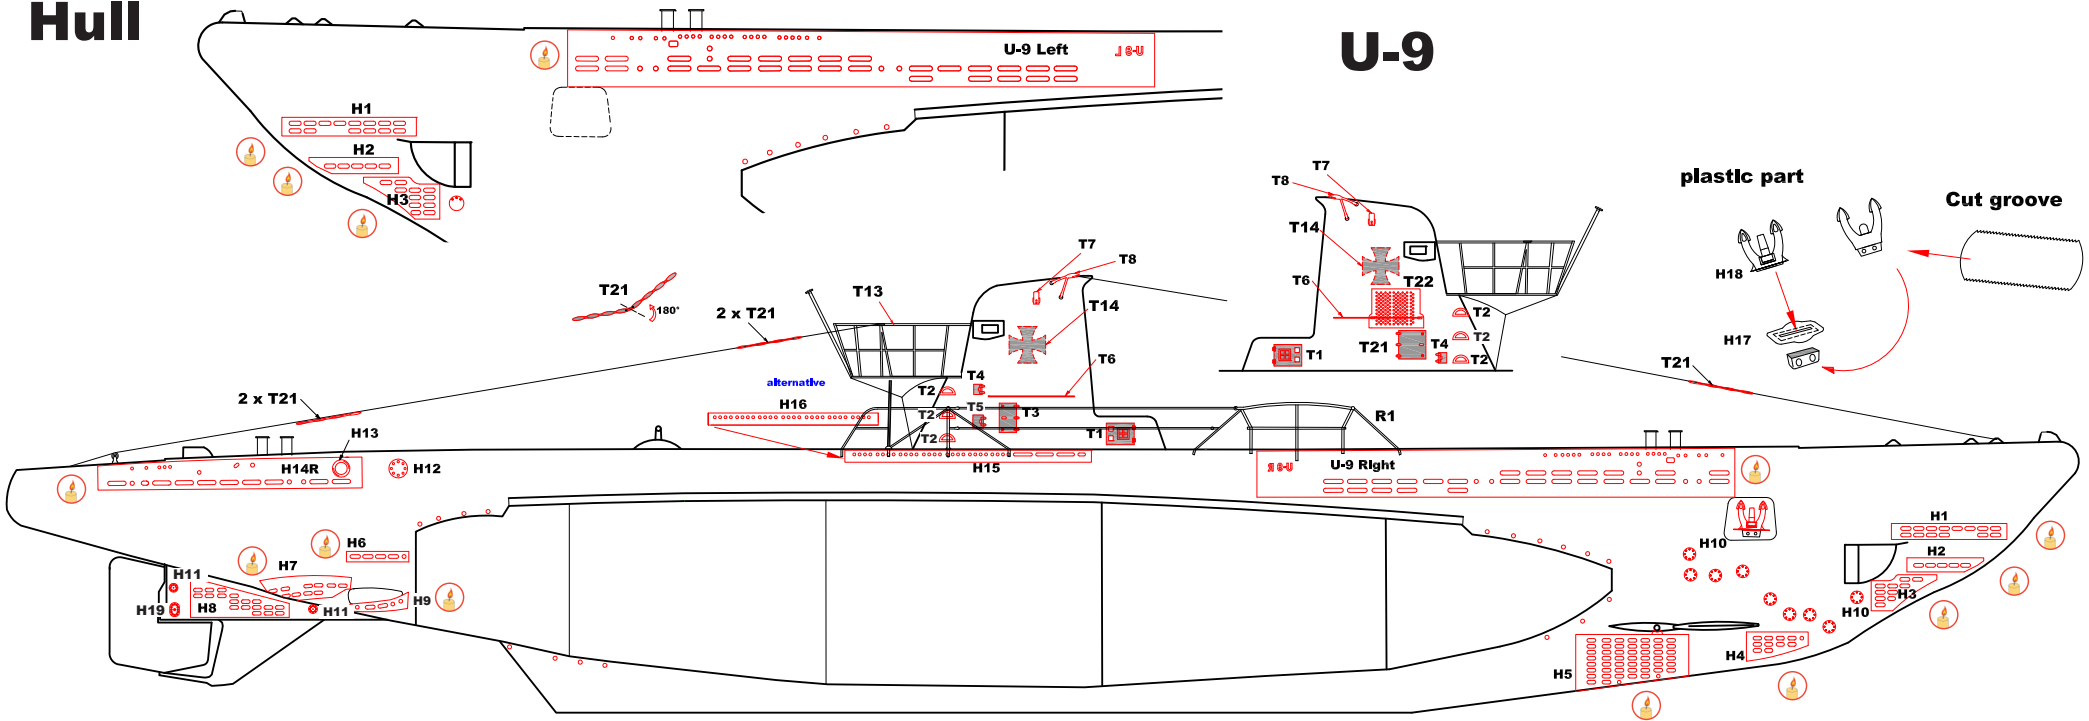 Hull
U-9 Left
U-9 L
U-9
H1
H2
H3
T7
T8
T14
T6
T22
T2
T2
T21
T4
T2
T1
plastic part
Cut groove
H18
H17
T21
180°
T13
2 x T21
T7
T8
T14
T6
alternative
T4
T2
T5
T3
T2
T2
T1
H16
R1
T21
2 x T21
H13
H14R
H12
H15
U-9 R
U-9 Right
H6
H7
H11
H8
H19
H11
H9
H10
H1
H2
H3
H10
H4
H5